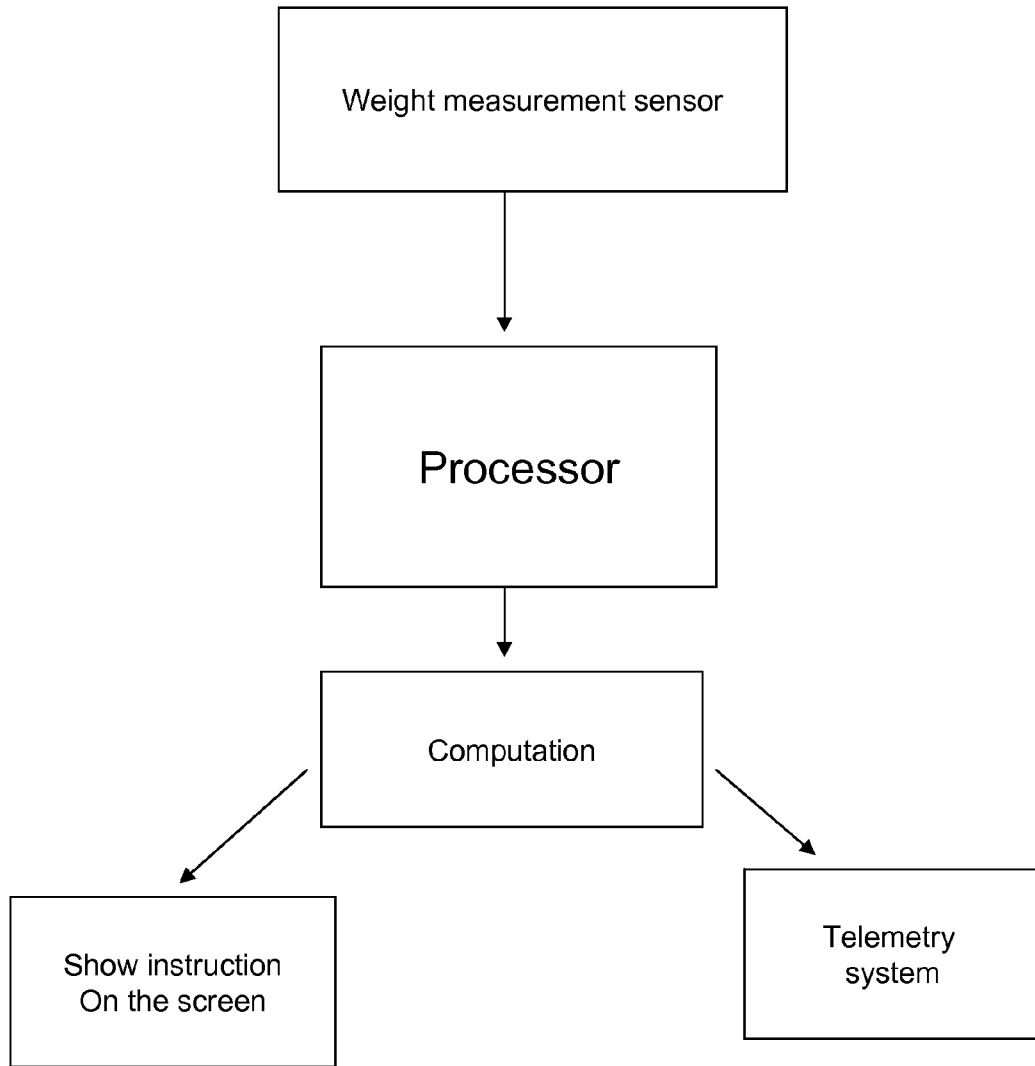 Weight measurement sensor
Processor
Computation
Show instruction
On the screen
Telemetry
system